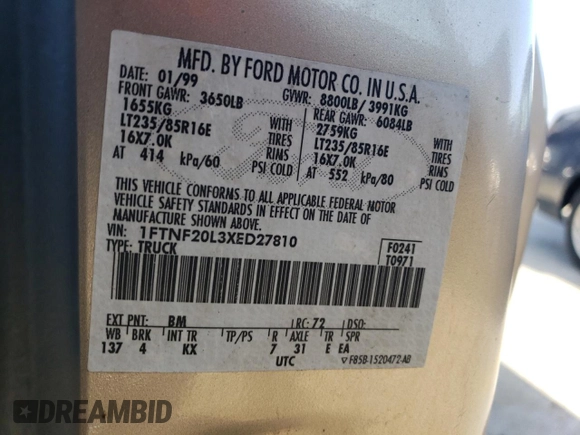 MFD. BY FORD MOTOR CO. IN U.S.A.
DATE: 01/99 GVWR: 8800LB/ 3991KG
FRONT GAWR: 3650LB REAR GAWR: 6084LB
1655KG WITH 2759KG WITH
LT235/85R16E TIRES LT235/85R16E TIRES
16X7.0K RIMS 16X7.0K RIMS
AT 414 kPa/60 PSI COLD AT 552 kPa/80 PSI COLD
THIS VEHICLE CONFORMS TO ALL APPLICABLE FEDERAL MOTOR
VEHICLE SAFETY STANDARDS IN EFFECT ON THE DATE OF
MANUFACTURE SHOWN ABOVE.
VIN: 1FTNF20L3XED27810 F0241
TYPE: TRUCK T0971
EXT PNT: BM RC: 72 DSO:
WB BRK INT TR TP/PS R AXLE TR SPR
137 4 KX 7 31 E EA
UTC ▽ F85B-1520472-AB
DREAMBID